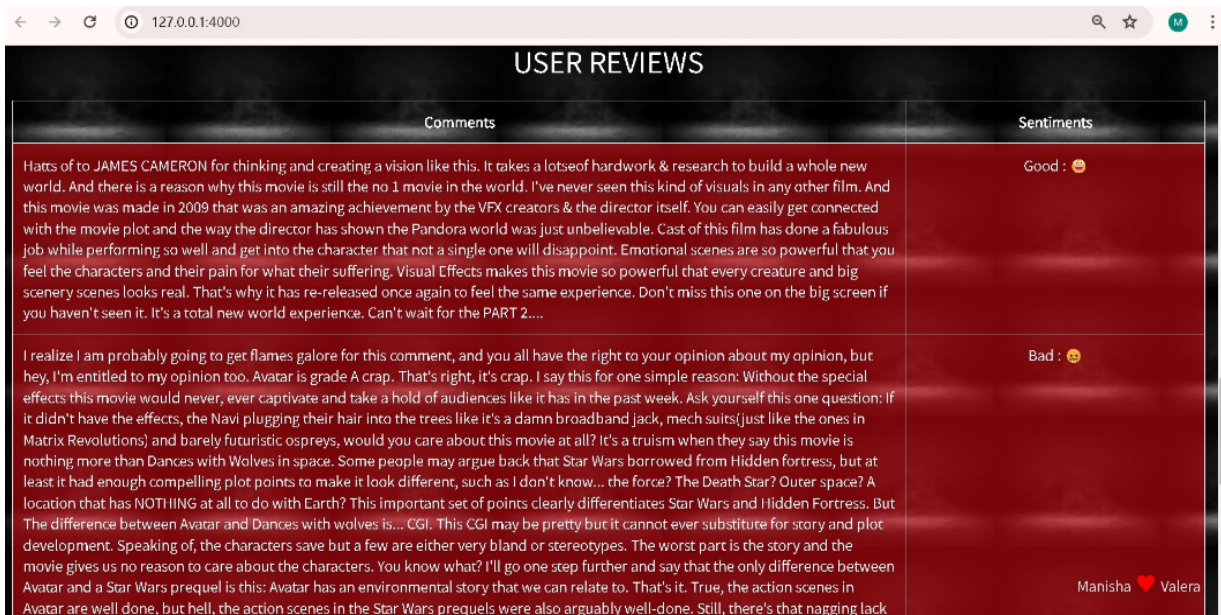 127.0.0.1:4000
M
USER REVIEWS
Comments
Sentiments
Hatts of to JAMES CAMERON for thinking and creating a vision like this. It takes a lotseof hardwork & research to build a whole new
world. And there is a reason why this movie is still the no 1 movie in the world. I've never seen this kind of visuals in any other film. And
this movie was made in 2009 that was an amazing achievement by the VFX creators & the director itself. You can easily get connected
with the movie plot and the way the director has shown the Pandora world was just unbelievable. Cast of this film has done a fabulous
job while performing so well and get into the character that not a single one will disappoint. Emotional scenes are so powerful that you
feel the characters and their pain for what their suffering. Visual Effects makes this movie so powerful that every creature and big
scenery scenes looks real. That's why it has re-released once again to feel the same experience. Don't miss this one on the big screen if
you haven't seen it. It's a total new world experience. Can't wait for the PART 2....
Good : 😀
I realize I am probably going to get flames galore for this comment, and you all have the right to your opinion about my opinion, but
hey, I'm entitled to my opinion too. Avatar is grade A crap. That's right, it's crap. I say this for one simple reason: Without the special
effects this movie would never, ever captivate and take a hold of audiences like it has in the past week. Ask yourself this one question: If
it didn't have the effects, the Navi plugging their hair into the trees like it's a damn broadband jack, mech suits(just like the ones in
Matrix Revolutions) and barely futuristic ospreys, would you care about this movie at all? It's a truism when they say this movie is
nothing more than Dances with Wolves in space. Some people may argue back that Star Wars borrowed from Hidden fortress, but at
least it had enough compelling plot points to make it look different, such as I don't know... the force? The Death Star? Outer space? A
location that has NOTHING at all to do with Earth? This important set of points clearly differentiates Star Wars and Hidden Fortress. But
The difference between Avatar and Dances with wolves is... CGI. This CGI may be pretty but it cannot ever substitute for story and plot
development. Speaking of, the characters save but a few are either very bland or stereotypes. The worst part is the story and the
movie gives us no reason to care about the characters. You know what? I'll go one step further and say that the only difference between
Avatar and a Star Wars prequel is this: Avatar has an environmental story that we can relate to. That's it. True, the action scenes in
Avatar are well done, but hell, the action scenes in the Star Wars prequels were also arguably well-done. Still, there's that nagging lack
Bad : 😖
Manisha ❤ Valera